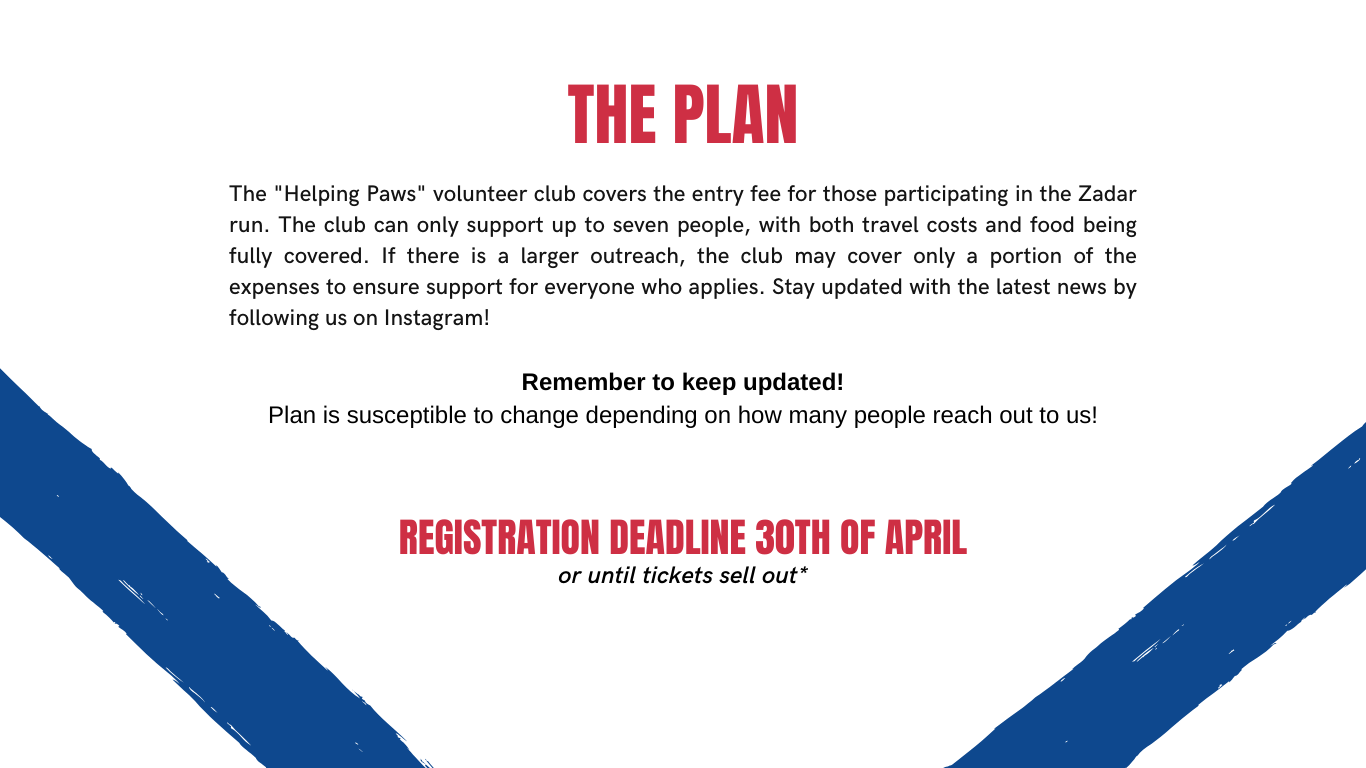 THE PLAN
The "Helping Paws" volunteer club covers the entry fee for those participating in the Zadar
run. The club can only support up to seven people, with both travel costs and food being
fully covered. If there is a larger outreach, the club may cover only a portion of the
expenses to ensure support for everyone who applies. Stay updated with the latest news by
following us on Instagram!
Remember to keep updated!
Plan is susceptible to change depending on how many people reach out to us!
REGISTRATION DEADLINE 30TH OF APRIL
or until tickets sell out*